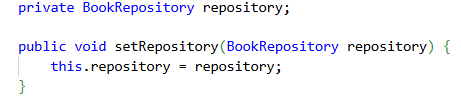 private BookRepository repository;
public void setRepository(BookRepository repository) {
this.repository = repository;
}